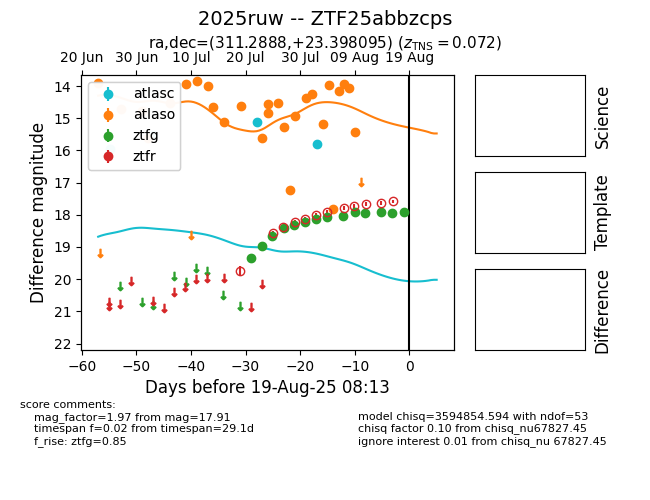 2025ruw -- ZTF25abbzcps
ra,dec=(311.2888,+23.398095) (z_TNS = 0.072)
20 Jun 30 Jun 10 Jul 20 Jul 30 Jul 09 Aug 19 Aug
atlasc
atlaso
ztfg
ztfr
14
15
16
17
18
19
20
21
22
Difference magnitude
−60 −50 −40 −30 −20 −10 0
Days before 19-Aug-25 08:13
Science
Template
Difference
score comments:
mag_factor=1.97 from mag=17.91
timespan f=0.02 from timespan=29.1d
f_rise: ztfg=0.85
model chisq=3594854.594 with ndof=53
chisq factor 0.10 from chisq_nu67827.45
ignore interest 0.01 from chisq_nu 67827.45